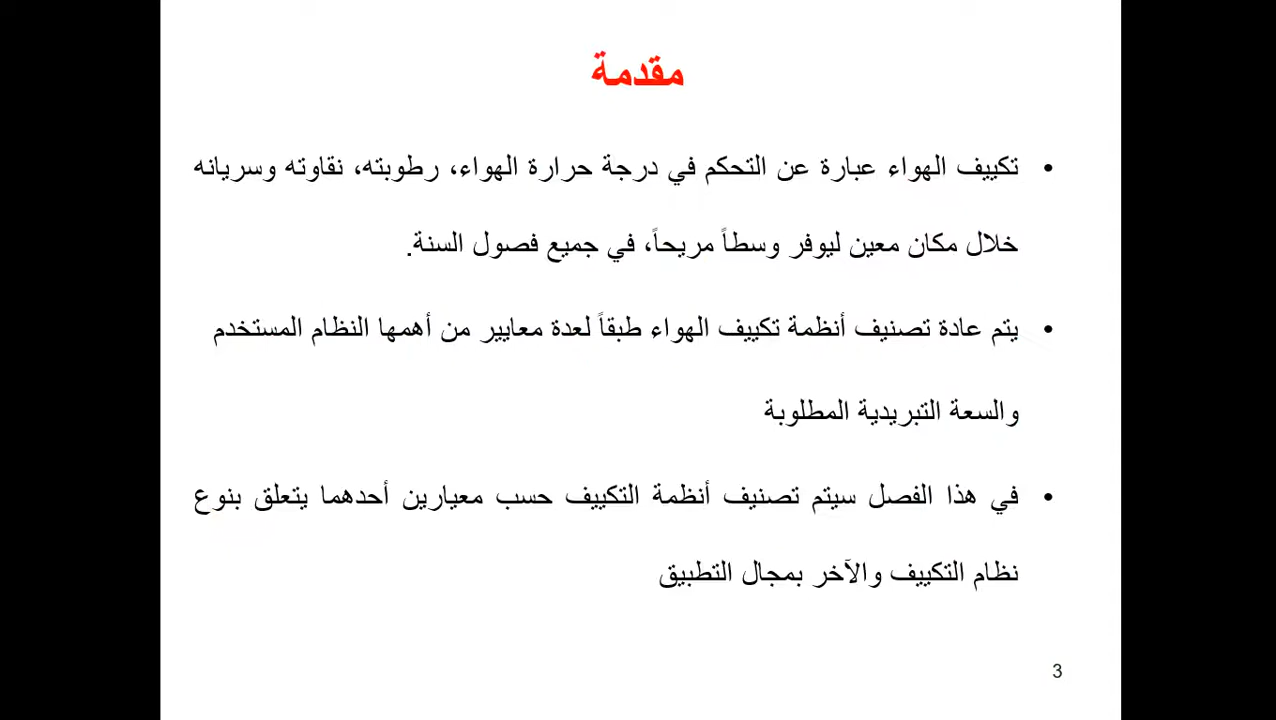 مقدمة
• تكييف الهواء عبارة عن التحكم في درجة حرارة الهواء، رطوبته، نقاوته وسريانه
خلال مكان معين ليوفر وسطاً مريحاً، في جميع فصول السنة.
• يتم عادة تصنيف أنظمة تكييف الهواء طبقاً لعدة معايير من أهمها النظام المستخدم
والسعة التبريدية المطلوبة
• في هذا الفصل سيتم تصنيف أنظمة التكييف حسب معيارين أحدهما يتعلق بنوع
نظام التكييف والآخر بمجال التطبيق
3